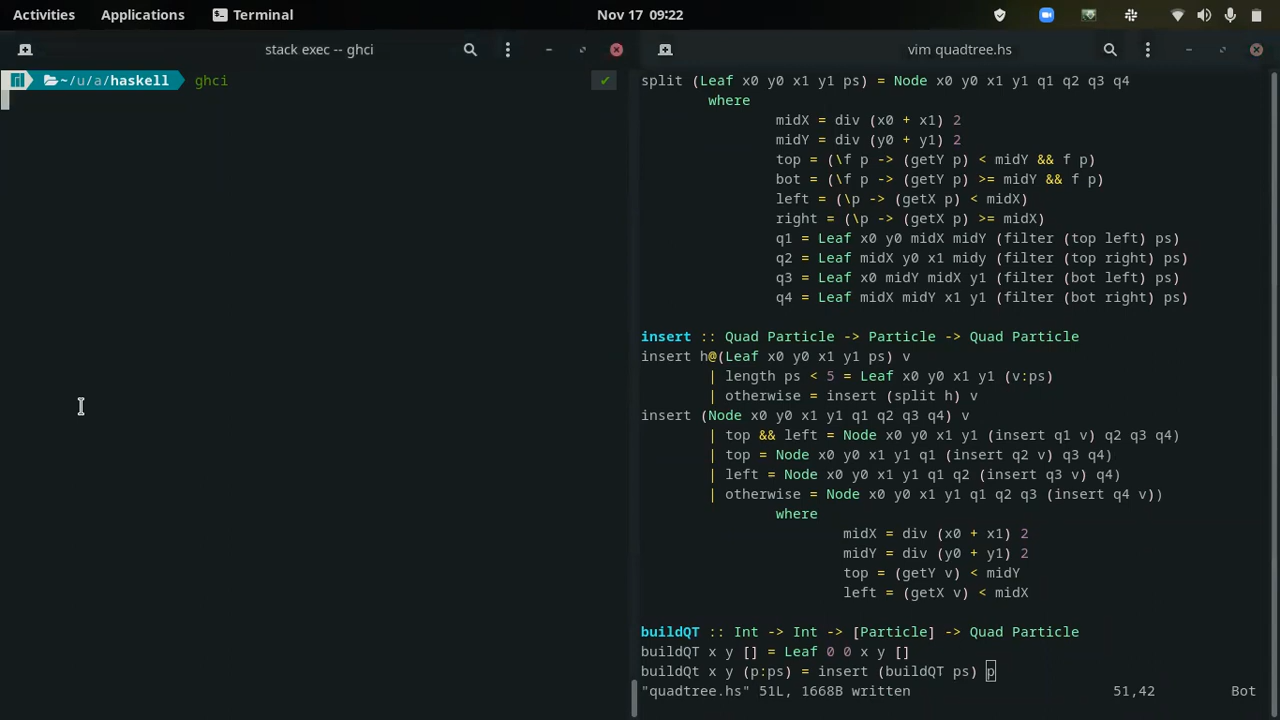 Activities Applications Terminal Nov 17 09:22
stack exec -- ghci
~/u/a/haskell ghci ✔
vim quadtree.hs
split (Leaf x0 y0 x1 y1 ps) = Node x0 y0 x1 y1 q1 q2 q3 q4
where
midX = div (x0 + x1) 2
midY = div (y0 + y1) 2
top = (\f p -> (getY p) < midY && f p)
bot = (\f p -> (getY p) >= midY && f p)
left = (\p -> (getX p) < midX)
right = (\p -> (getX p) >= midX)
q1 = Leaf x0 y0 midX midY (filter (top left) ps)
q2 = Leaf midX y0 x1 midy (filter (top right) ps)
q3 = Leaf x0 midY midX y1 (filter (bot left) ps)
q4 = Leaf midX midY x1 y1 (filter (bot right) ps)
insert :: Quad Particle -> Particle -> Quad Particle
insert h@(Leaf x0 y0 x1 y1 ps) v
| length ps < 5 = Leaf x0 y0 x1 y1 (v:ps)
| otherwise = insert (split h) v
insert (Node x0 y0 x1 y1 q1 q2 q3 q4) v
| top && left = Node x0 y0 x1 y1 (insert q1 v) q2 q3 q4)
| top = Node x0 y0 x1 y1 q1 (insert q2 v) q3 q4)
| left = Node x0 y0 x1 y1 q1 q2 (insert q3 v) q4)
| otherwise = Node x0 y0 x1 y1 q1 q2 q3 (insert q4 v))
where
midX = div (x0 + x1) 2
midY = div (y0 + y1) 2
top = (getY v) < midY
left = (getX v) < midX
buildQT :: Int -> Int -> [Particle] -> Quad Particle
buildQT x y [] = Leaf 0 0 x y []
buildQt x y (p:ps) = insert (buildQT ps) p
"quadtree.hs" 51L, 1668B written 51,42 Bot